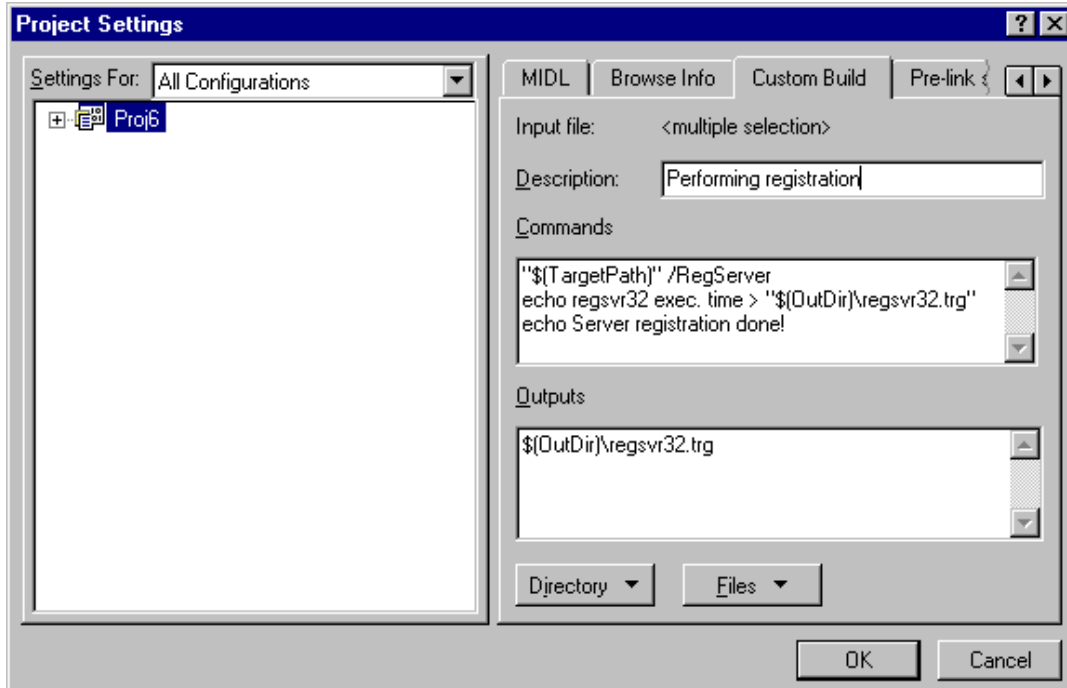 Project Settings
Settings For: All Configurations
Proj6
MIDL Browse Info Custom Build Pre-link
Input file: <multiple selection>
Description: Performing registration
Commands
"$(TargetPath)" /RegServer
echo regsvr32 exec. time > "$(OutDir)\regsvr32.trg"
echo Server registration done!
Outputs
$(OutDir)\regsvr32.trg
Directory Files
OK Cancel